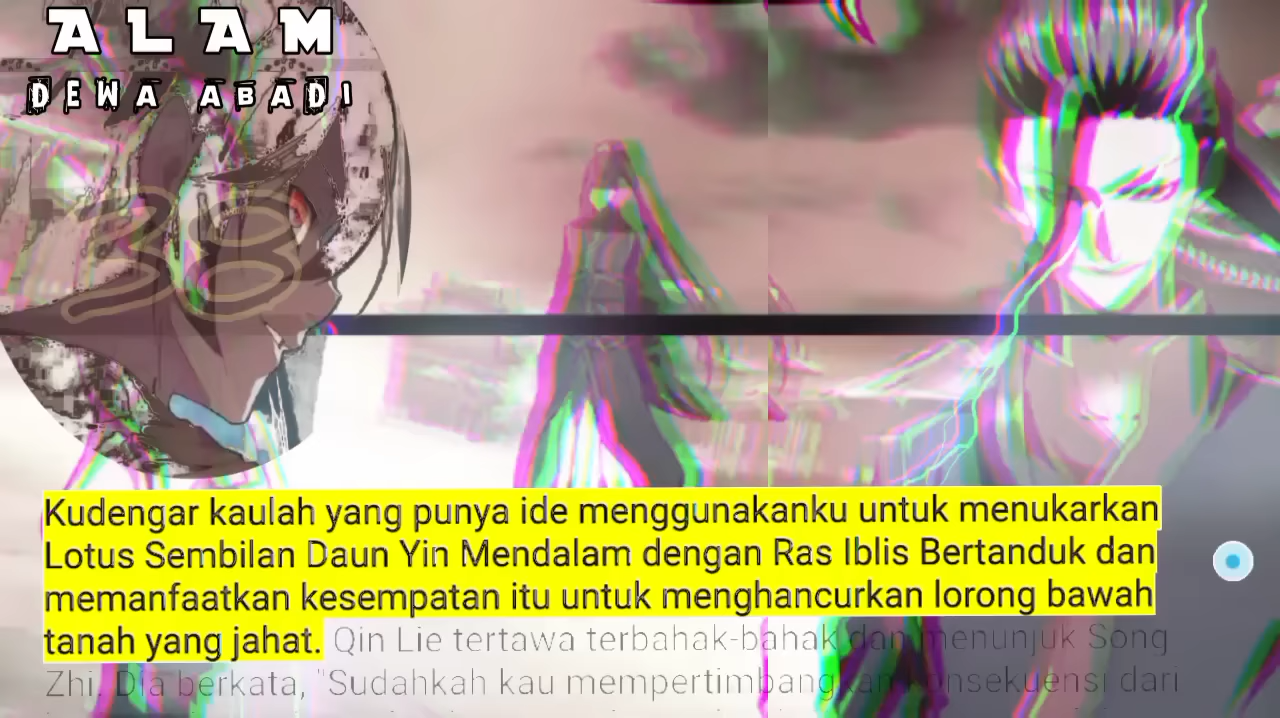 ALAM
DEWA ABADI
38
Kudengar kaulah yang punya ide menggunakanku untuk menukarkan
Lotus Sembilan Daun Yin Mendalam dengan Ras Iblis Bertanduk dan
memanfaatkan kesempatan itu untuk menghancurkan lorong bawah
tanah yang jahat. Qin Lie tertawa terbahak-bahak dan menunjuk Song
Zhi. Dia berkata, "Sudahkah kau mempertimbangkan konsekuensi dari